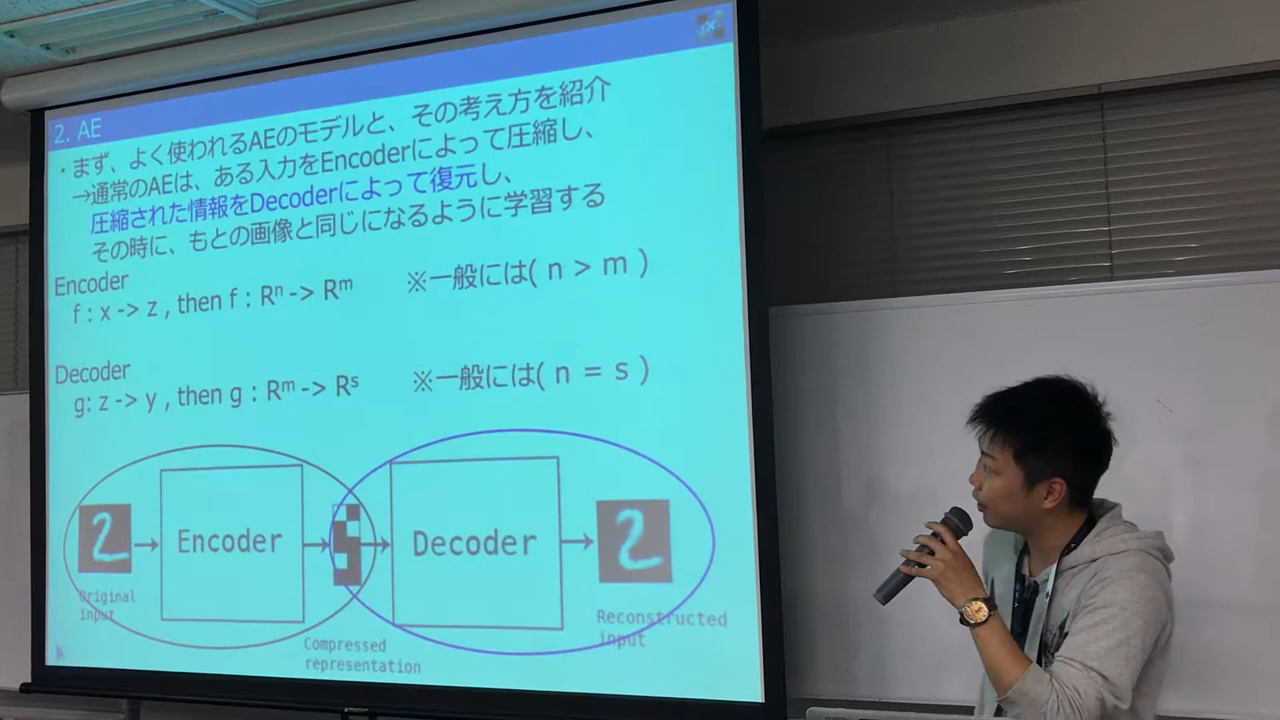 2. AE
・まず、よく使われるAEのモデルと、その考え方を紹介
→通常のAEは、ある入力をEncoderによって圧縮し、
圧縮された情報をDecoderによって復元し、
その時に、もとの画像と同じになるように学習する
Encoder
f : x -> z , then f : Rⁿ -> Rᵐ ※一般には( n > m )
Decoder
g: z -> y , then g : Rᵐ -> Rˢ ※一般には( n = s )
2
Encoder
Decoder
2
Original
input
Compressed
representation
Reconstructed
input